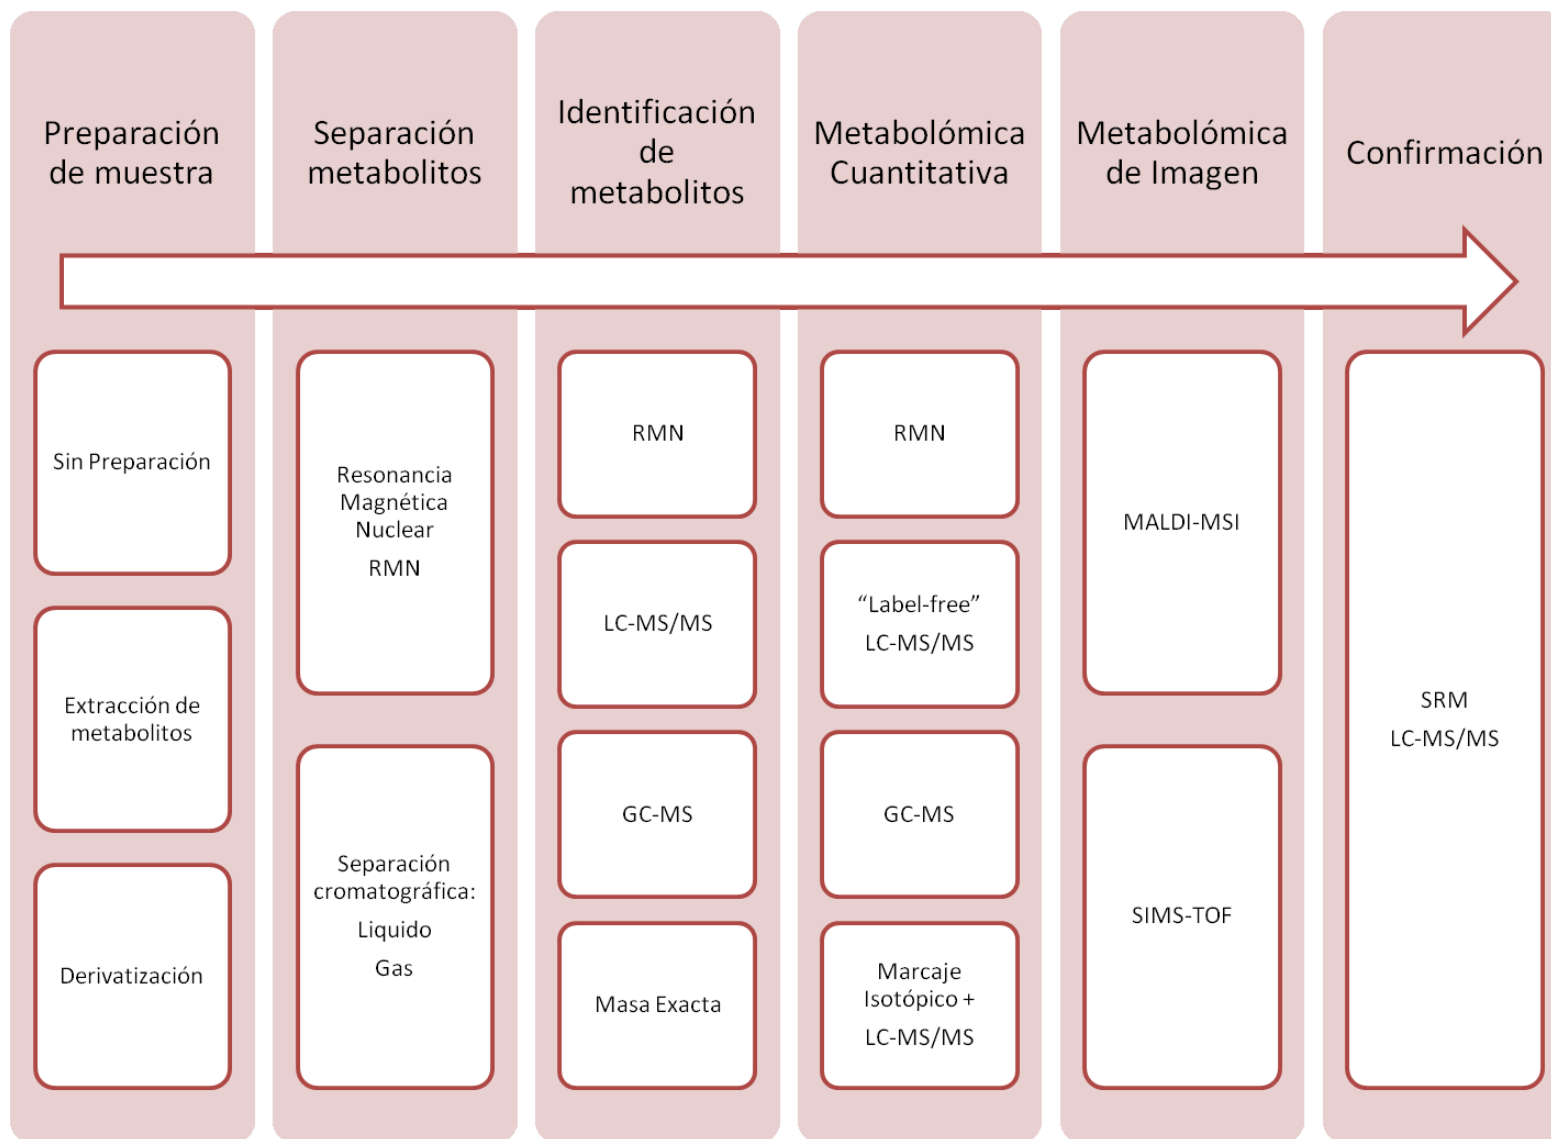 Preparación
de muestra
Separación
metabolitos
Identificación
de
metabolitos
Metabolómica
Cuantitativa
Metabolómica
de Imagen
Confirmación
Sin Preparación
Extracción de
metabolitos
Derivatización
Resonancia
Magnética
Nuclear
RMN
Separación
cromatográfica:
Liquido
Gas
RMN
LC-MS/MS
GC-MS
Masa Exacta
RMN
“Label-free”
LC-MS/MS
GC-MS
Marcaje
Isotópico +
LC-MS/MS
MALDI-MSI
SIMS-TOF
SRM
LC-MS/MS